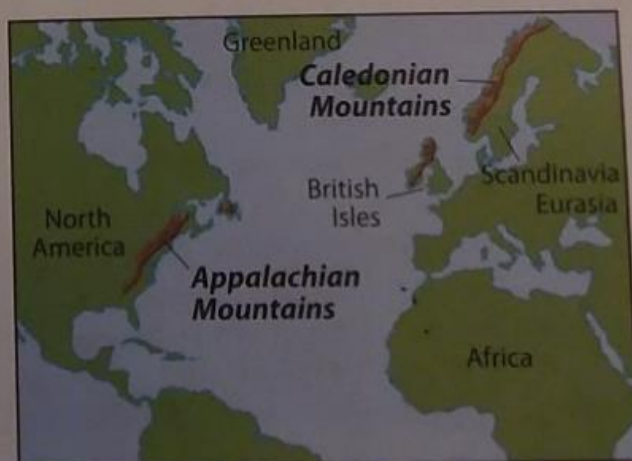 Greenland
Caledonian
Mountains
British
Isles
Scandinavia
Eurasia
North
America
Appalachian
Mountains
Africa